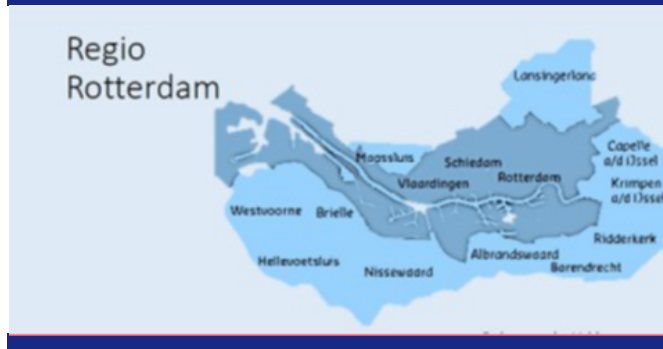 Regio
Rotterdam
Lansingerland
Maassluis
Schiedam
Capelle
a/d IJssel
Vlaardingen
Rotterdam
Krimpen
a/d IJssel
Westvoorne
Brielle
Ridderkerk
Hellevoetsluis
Nissewaard
Albrandswaard
Barendrecht